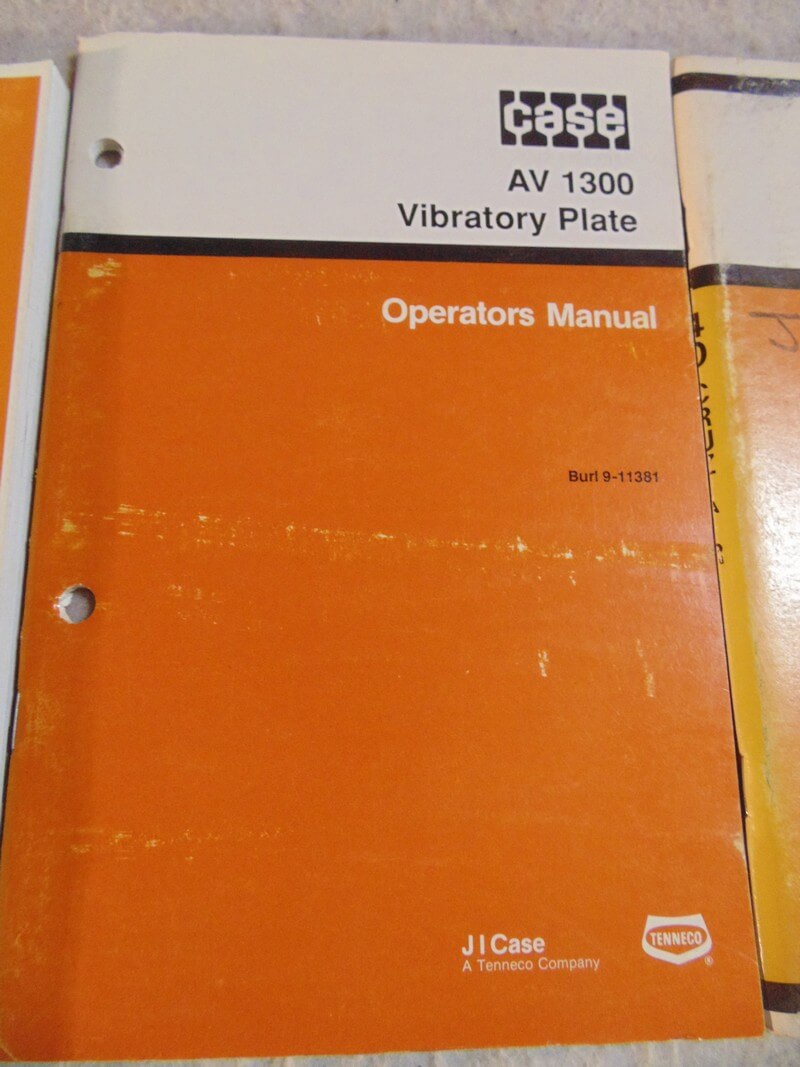 case
AV 1300
Vibratory Plate
Operators Manual
Burl 9-11381
J I Case
A Tenneco Company
TENNECO
®